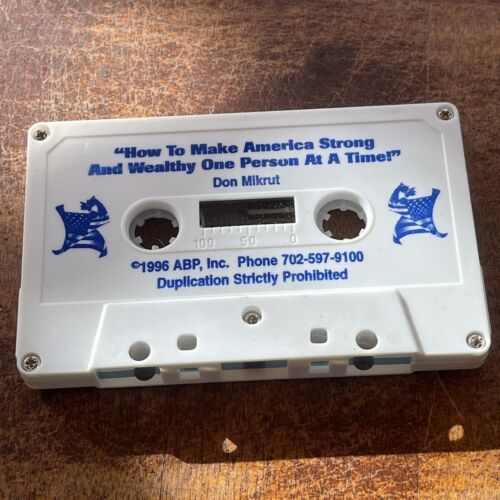 “How To Make America Strong
And Wealthy One Person At A Time!”
Don Mikrut
100 50 0
©1996 ABP, Inc. Phone 702-597-9100
Duplication Strictly Prohibited